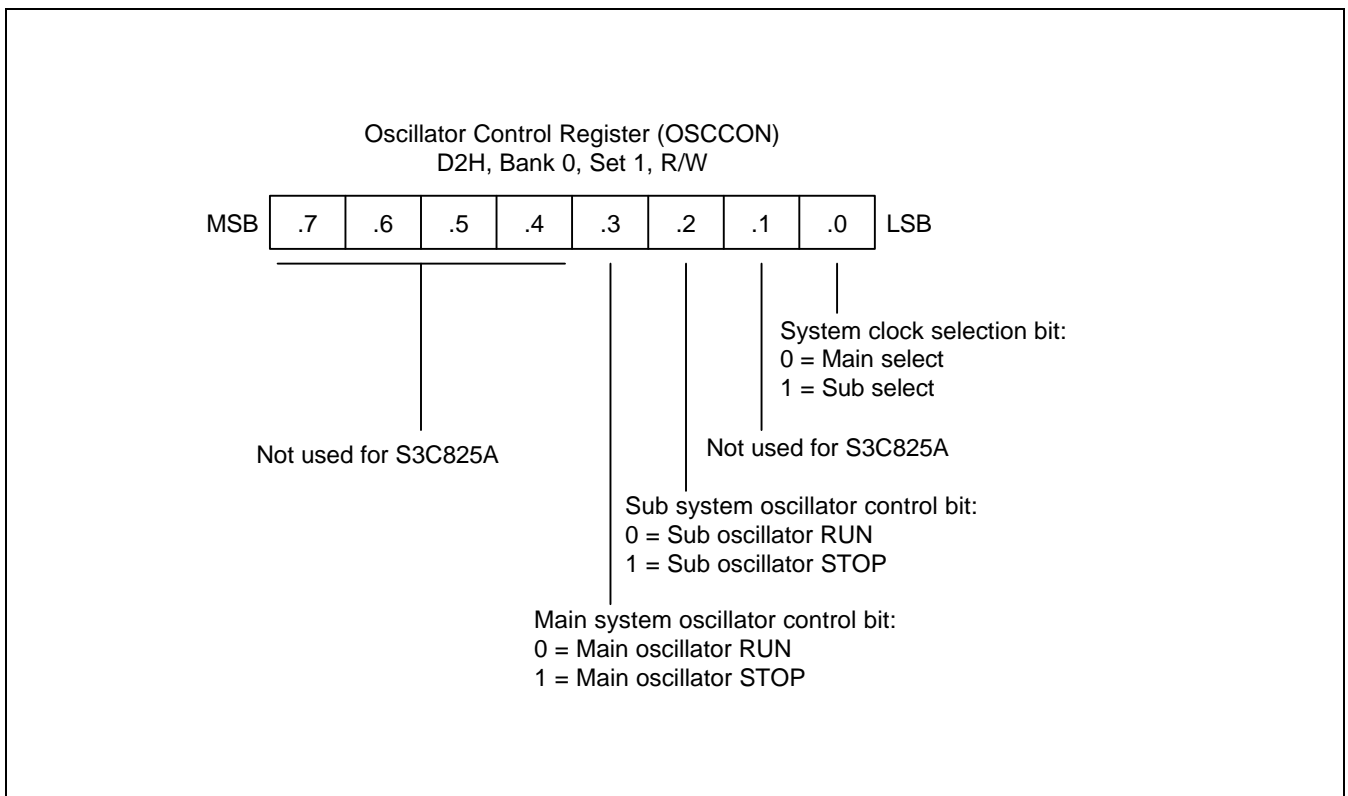 Oscillator Control Register (OSCCON)
D2H, Bank 0, Set 1, R/W
MSB .7 .6 .5 .4 .3 .2 .1 .0 LSB
System clock selection bit:
0 = Main select
1 = Sub select
Not used for S3C825A
Not used for S3C825A
Sub system oscillator control bit:
0 = Sub oscillator RUN
1 = Sub oscillator STOP
Main system oscillator control bit:
0 = Main oscillator RUN
1 = Main oscillator STOP